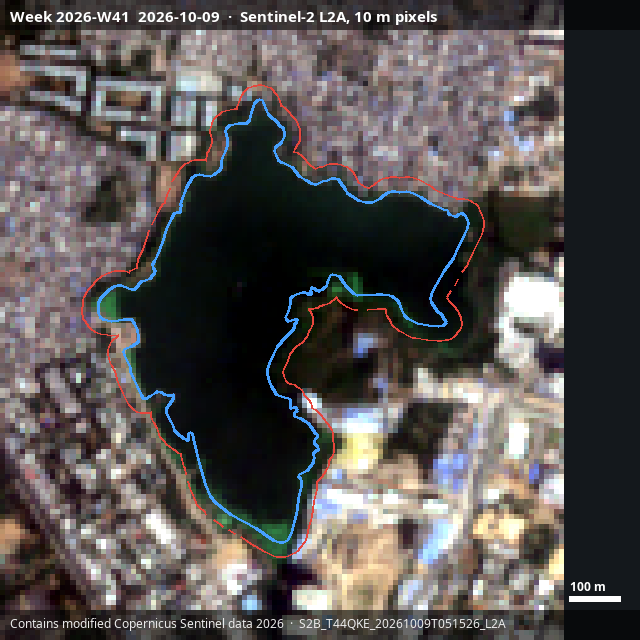 Week 2026-W41  2026-10-09  ·  Sentinel-2 L2A, 10 m pixels
100 m
Contains modified Copernicus Sentinel data 2026  ·  S2B_T44QKE_20261009T051526_L2A